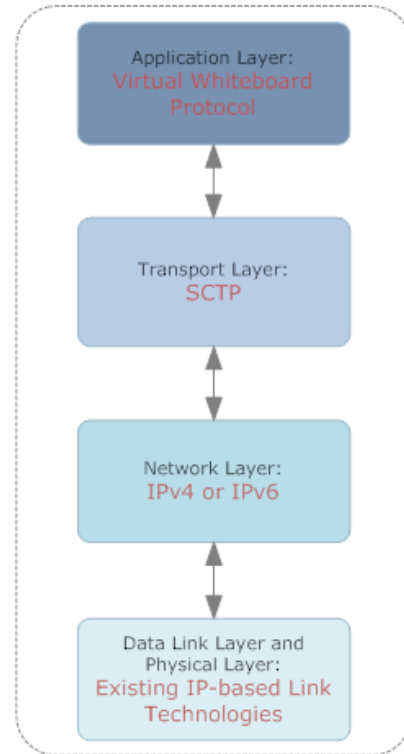 Application Layer:
Virtual Whiteboard
Protocol
Transport Layer:
SCTP
Network Layer:
IPv4 or IPv6
Data Link Layer and
Physical Layer:
Existing IP-based Link
Technologies